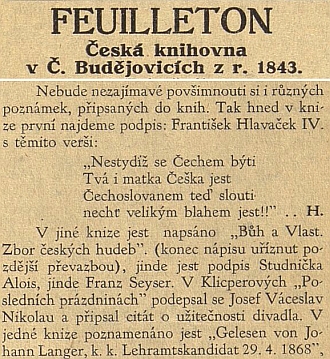 FEUILLETON
Česká knihovna
v Č. Budějovicích z r. 1843.
Nebude nezajímavé povšimnouti si i různých
poznámek, připsaných do knih. Tak hned v kni-
ze první najdeme podpis: František Hlavaček IV.
s těmito verši:
„Nestydíž se Čechem býti
Tvá i matka Češka jest
Čechoslovanem teď slouti
nechť velikým blahem jest!!" . . H.
V jiné knize jest napsáno „Bůh a Vlast.
Zbor českých hudeb". (konec nápisu uříznut po-
zdější převazbou), jinde jest podpis Studnička
Alois, jinde Franz Seyser. V Klicperových „Po-
sledních prázdninách" podepsal se Josef Váceslav
Nikolau a připsal citát o užitečnosti divadla. V
jedné knize poznamenáno jest „Gelesen von Jo-
hann Langer, k. k. Lehramtskandidat 29. 4. 1868".